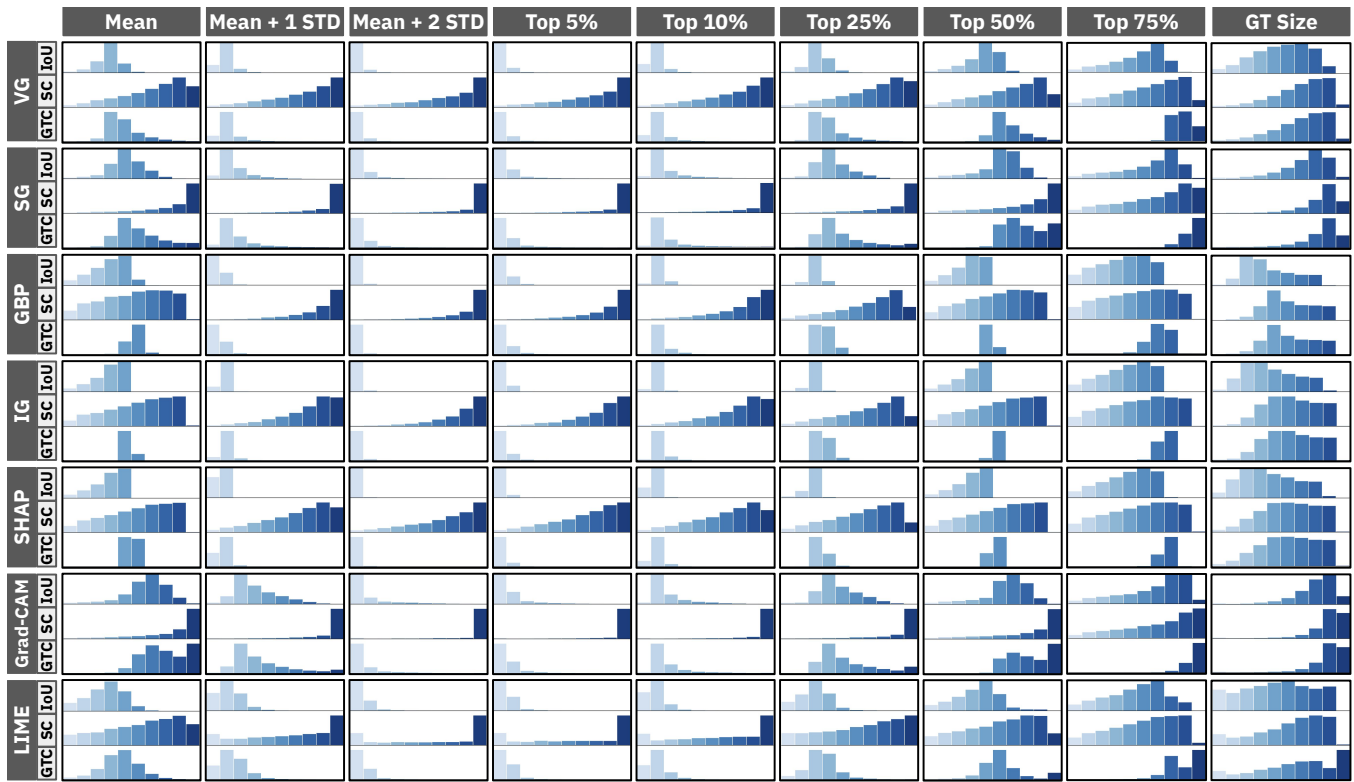 Mean Mean + 1 STD Mean + 2 STD Top 5% Top 10% Top 25% Top 50% Top 75% GT Size
VG
IoU
SC
GTC
SG
IoU
SC
GTC
GBP
IoU
SC
GTC
IG
IoU
SC
GTC
SHAP
IoU
SC
GTC
Grad-CAM
IoU
SC
GTC
LIME
IoU
SC
GTC